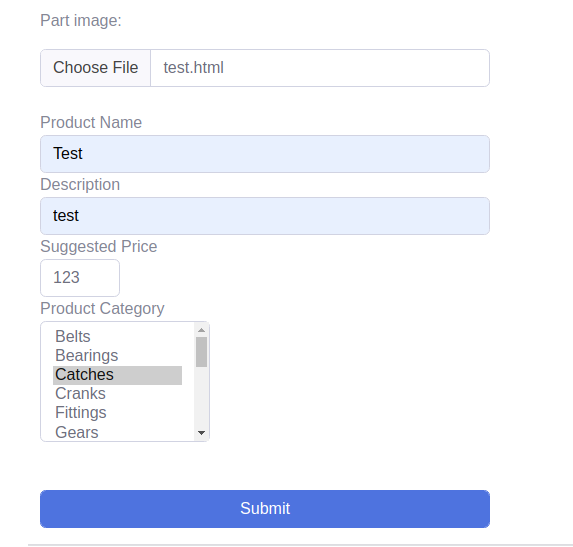 Part image:
Choose File test.html
Product Name
Test
Description
test
Suggested Price
123
Product Category
Belts
Bearings
Catches
Cranks
Fittings
Gears
Submit